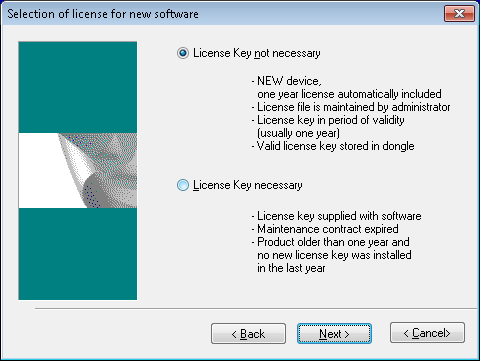 Selection of license for new software
License Key not necessary
- NEW device,
one year license automatically included
- License file is maintained by administrator
- License key in period of validity
(usually one year)
- Valid license key stored in dongle
License Key necessary
- License key supplied with software
- Maintenance contract expired
- Product older than one year and
no new license key was installed
in the last year
< Back
Next >
< Cancel>